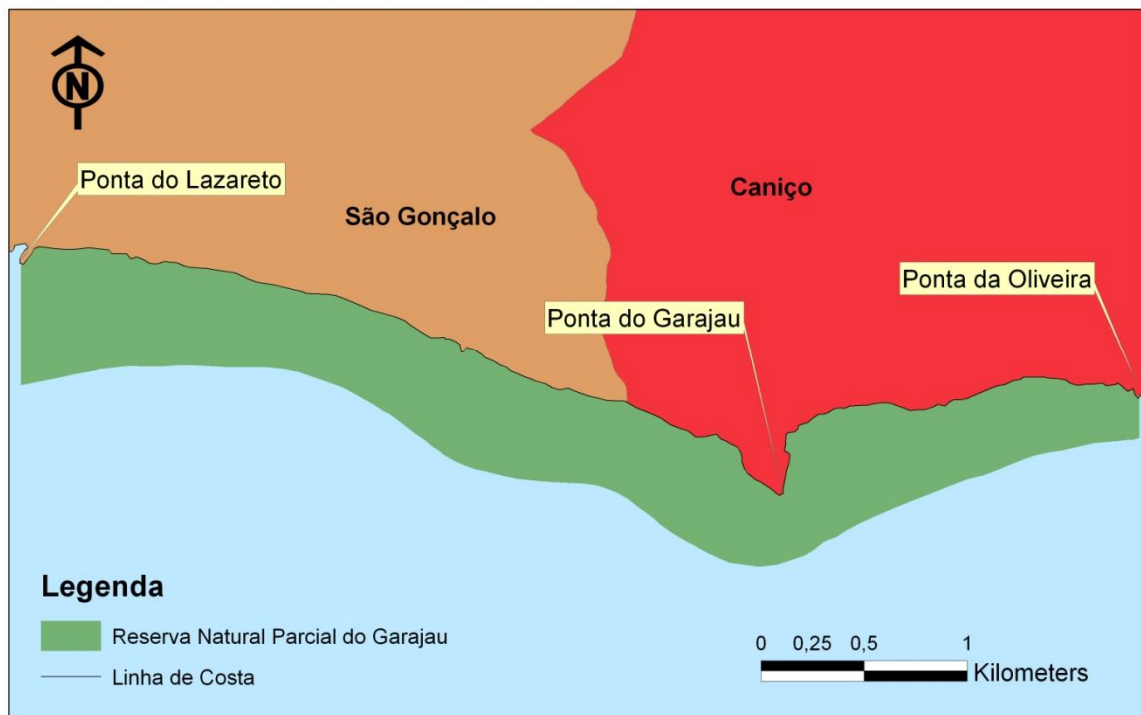 N
Ponta do Lazareto
Caniço
São Gonçalo
Ponta da Oliveira
Ponta do Garajau
Legenda
Reserva Natural Parcial do Garajau
Linha de Costa
0 0,25 0,5 1
Kilometers